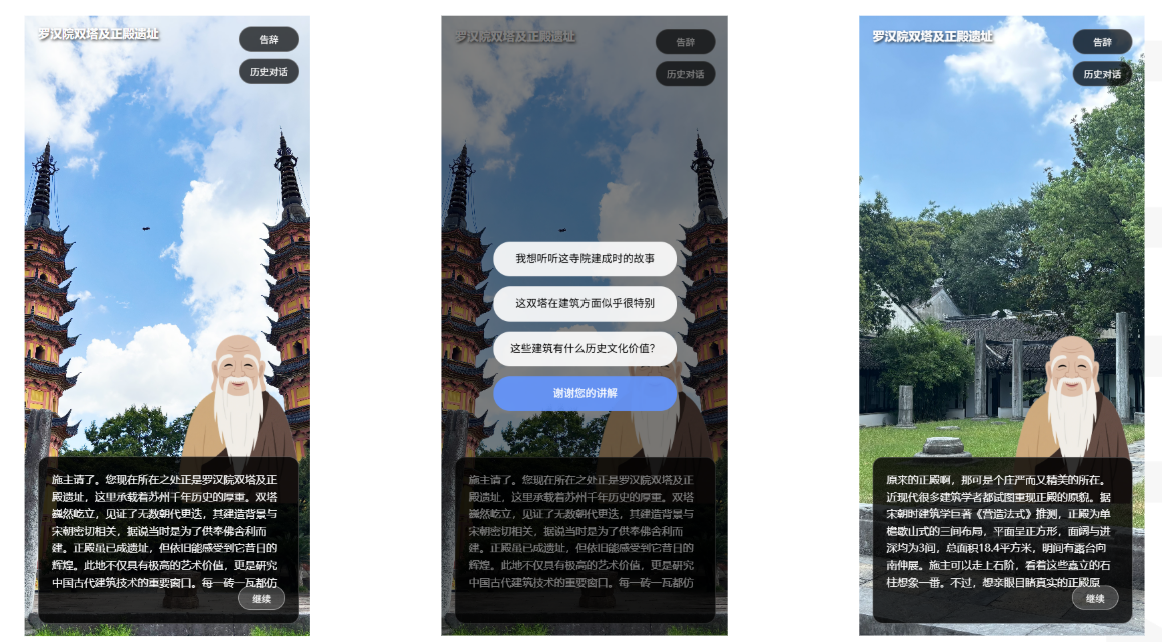 罗汉院双塔及正殿遗址
告辞
历史对话
施主请了。您现在所在之处正是罗汉院双塔及正
殿遗址，这里承载着苏州千年历史的厚重。双塔
巍然屹立，见证了无数朝代更迭，其建造背景与
宋朝密切相关，据说当时是为了供奉佛舍利而
建。正殿虽已成遗址，但依旧能感受到它昔日的
辉煌。此地不仅具有极高的艺术价值，更是研究
中国古代建筑技术的重要窗口。每一砖一瓦都仿
继续
罗汉院双塔及正殿遗址
告辞
历史对话
我想听听这寺院建成时的故事
这双塔在建筑方面似乎很特别
这些建筑有什么历史文化价值？
谢谢您的讲解
施主请了。您现在所在之处正是罗汉院双塔及正
殿遗址，这里承载着苏州千年历史的厚重。双塔
巍然屹立，见证了无数朝代更迭，其建造背景与
宋朝密切相关，据说当时是为了供奉佛舍利而
建。正殿虽已成遗址，但依旧能感受到它昔日的
辉煌。此地不仅具有极高的艺术价值，更是研究
中国古代建筑技术的重要窗口。每一砖一瓦都仿
罗汉院双塔及正殿遗址
告辞
历史对话
原来的正殿啊，那可是个庄严而又精美的所在。
近现代很多建筑学者都试图重现正殿的原貌。据
宋朝时建筑学巨著《营造法式》推测，正殿为单
檐歇山式的三间布局，平面呈正方形，面阔与进
深均为3间，总面积18.4平方米，明间有露台向
南伸展。施主可以走上石阶，看着这些矗立的石
柱想象一番。不过，想亲眼目睹真实的正殿原
继续